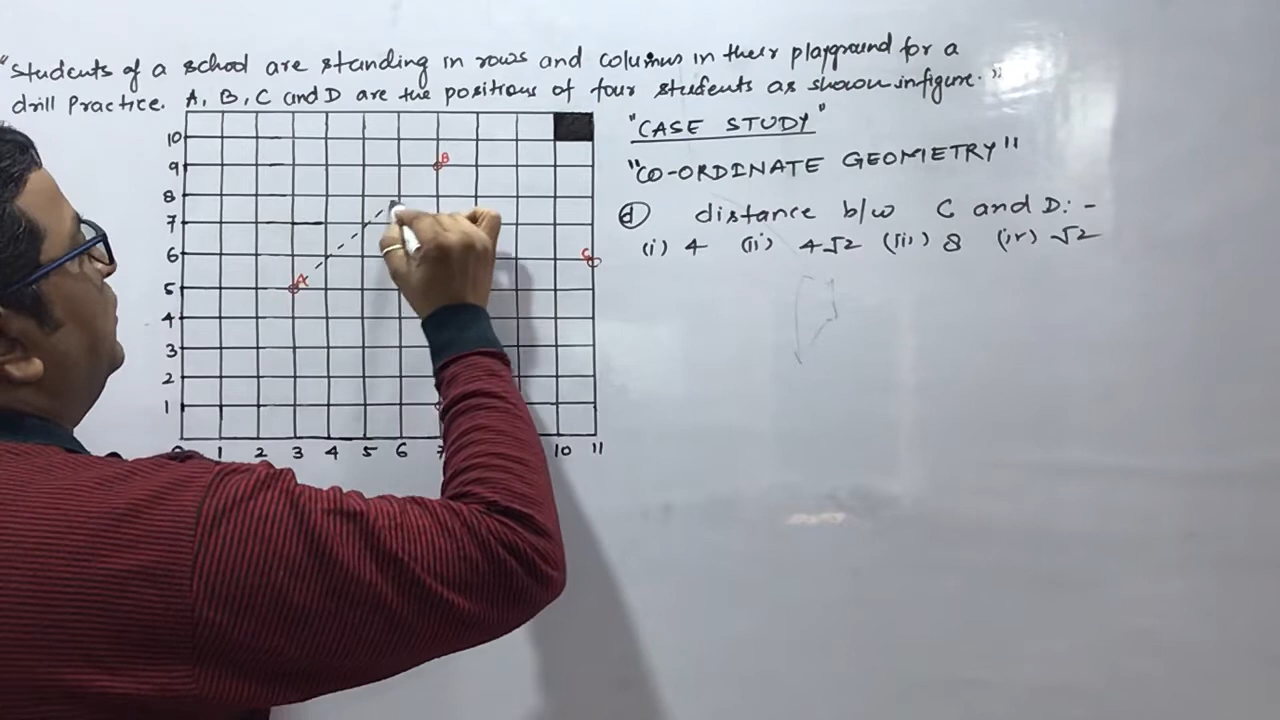 "Students of a school are standing in rows and columns in their playground for a
drill Practice. A, B, C and D are the positions of four students as shown in figure."
"CASE STUDY"
"CO-ORDINATE GEOMETRY"
d distance b/w C and D:-
(i) 4 (ii) 4√2 (iii) 8 (iv) √2
10
9
8
7
6
5
4
3
2
1
B
A
C
0 1 2 3 4 5 6 7 10 11